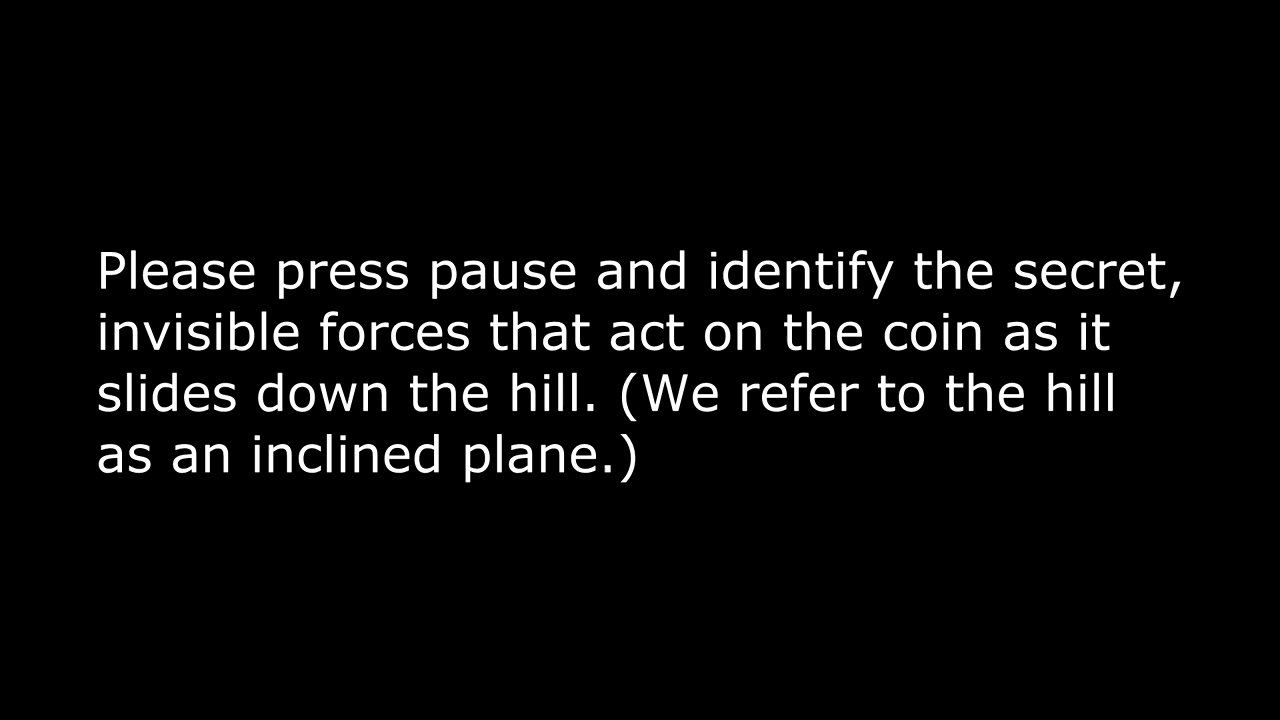 Please press pause and identify the secret,
invisible forces that act on the coin as it
slides down the hill. (We refer to the hill
as an inclined plane.)